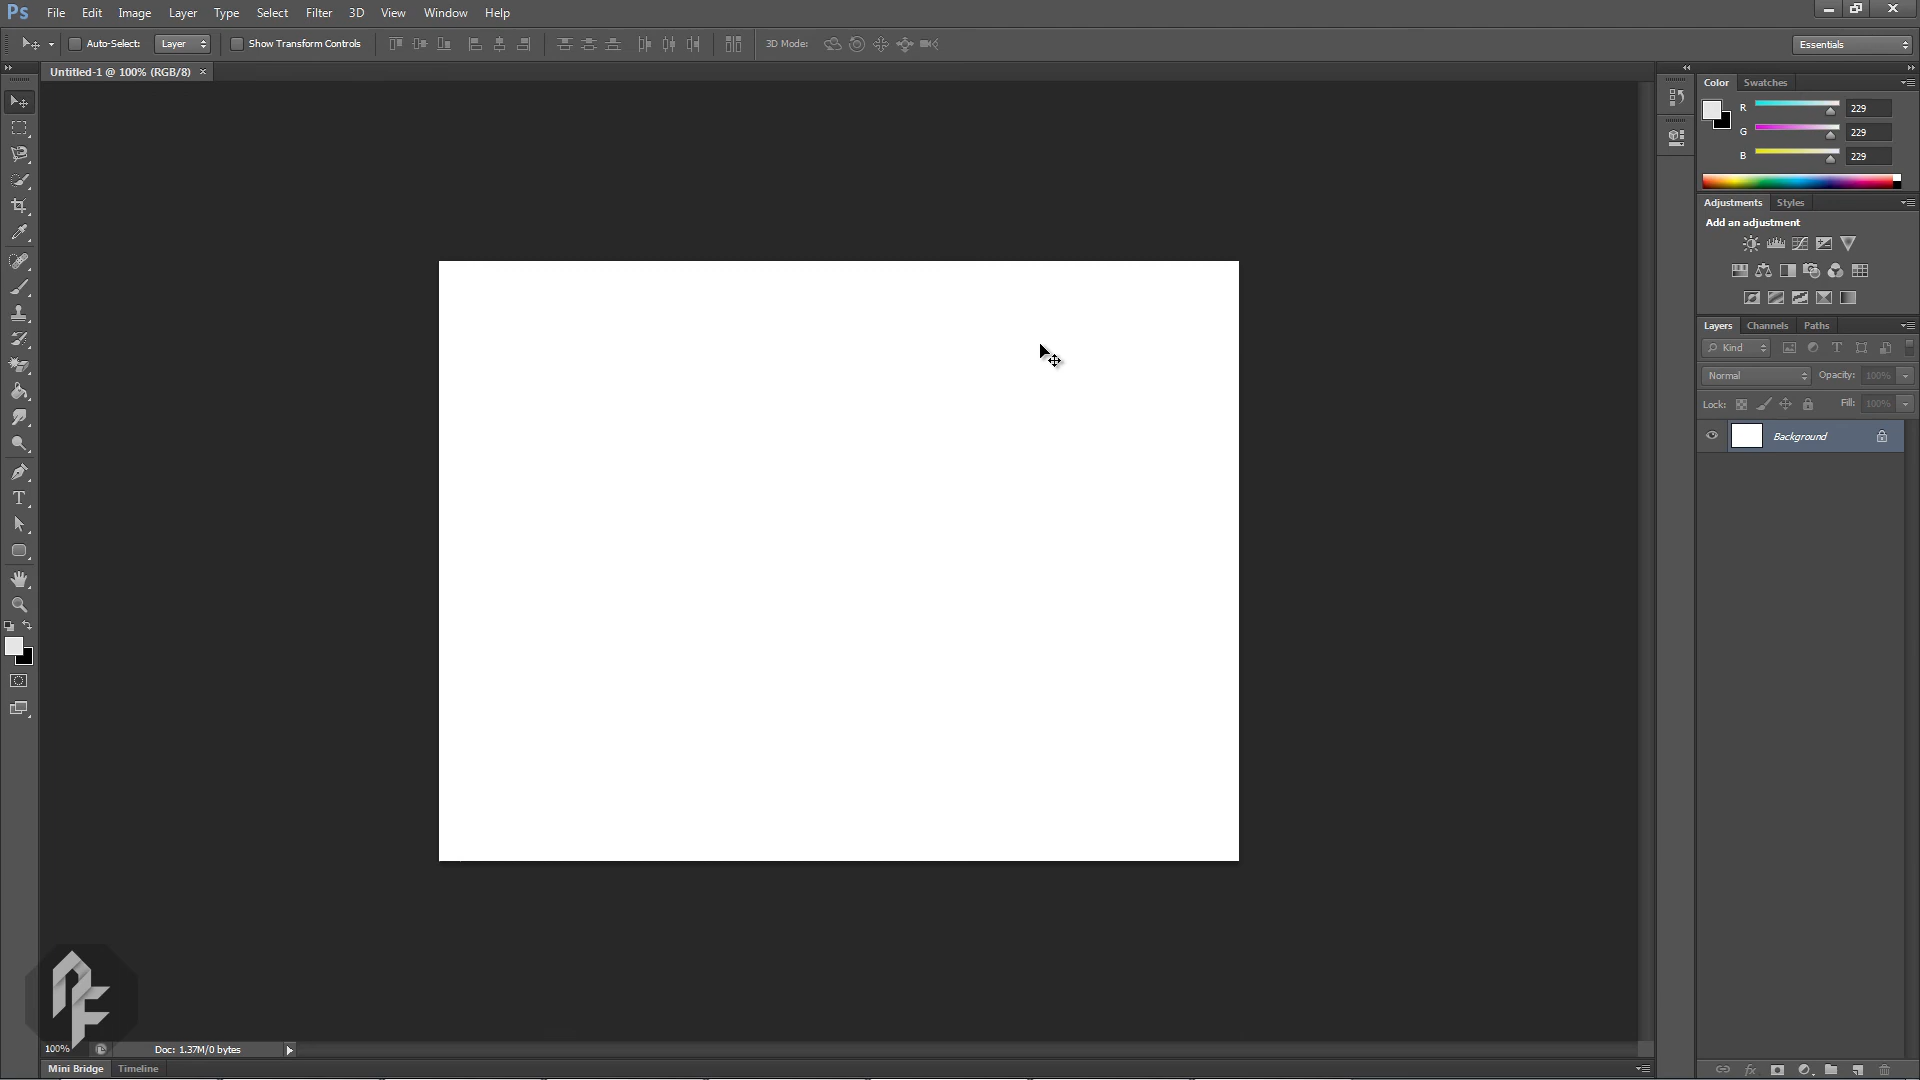 Ps File Edit Image Layer Type Select Filter 3D View Window Help
Auto-Select: Layer Show Transform Controls 3D Mode: Essentials
Untitled-1 @ 100% (RGB/8) ×
Color Swatches
R 229
G 229
B 229
Adjustments Styles
Add an adjustment
Layers Channels Paths
Kind T
Normal Opacity: 100%
Lock: Fill: 100%
Background
T
PF
100% Doc: 1.37M/0 bytes
Mini Bridge Timeline
fx